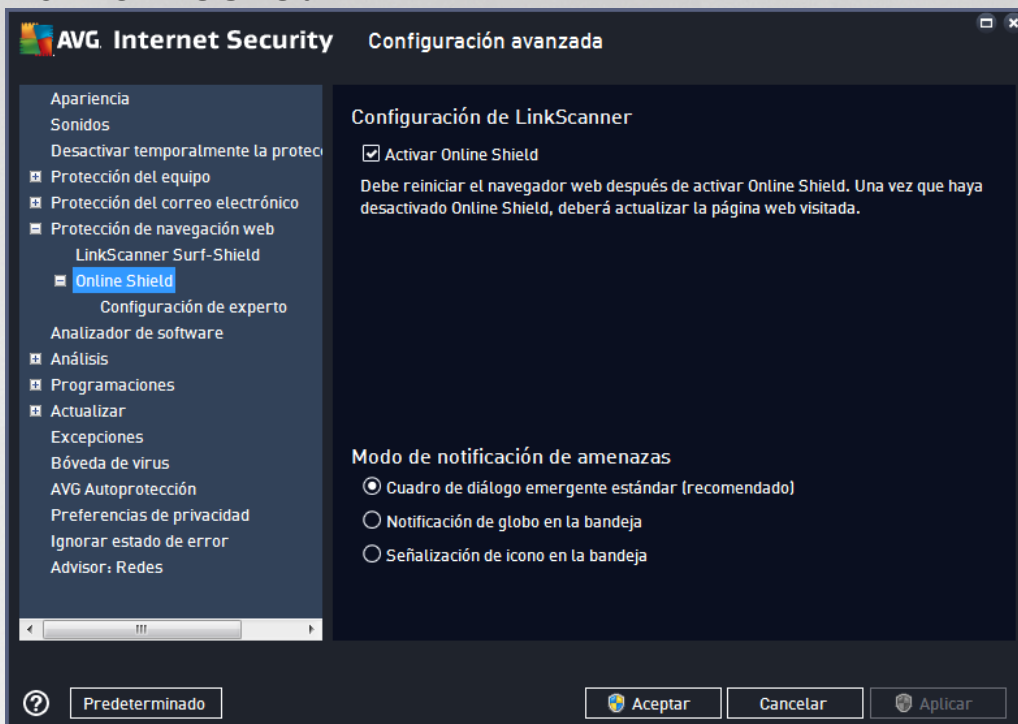 AVG. Internet Security Configuración avanzada
Apariencia
Sonidos
Desactivar temporalmente la protec
Protección del equipo
Protección del correo electrónico
Protección de navegación web
LinkScanner Surf-Shield
Online Shield
Configuración de experto
Analizador de software
Análisis
Programaciones
Actualizar
Excepciones
Bóveda de virus
AVG Autoprotección
Preferencias de privacidad
Ignorar estado de error
Advisor: Redes
Configuración de LinkScanner
Activar Online Shield
Debe reiniciar el navegador web después de activar Online Shield. Una vez que haya
desactivado Online Shield, deberá actualizar la página web visitada.
Modo de notificación de amenazas
Cuadro de diálogo emergente estándar (recomendado)
Notificación de globo en la bandeja
Señalización de icono en la bandeja
Predeterminado
Aceptar
Cancelar
Aplicar